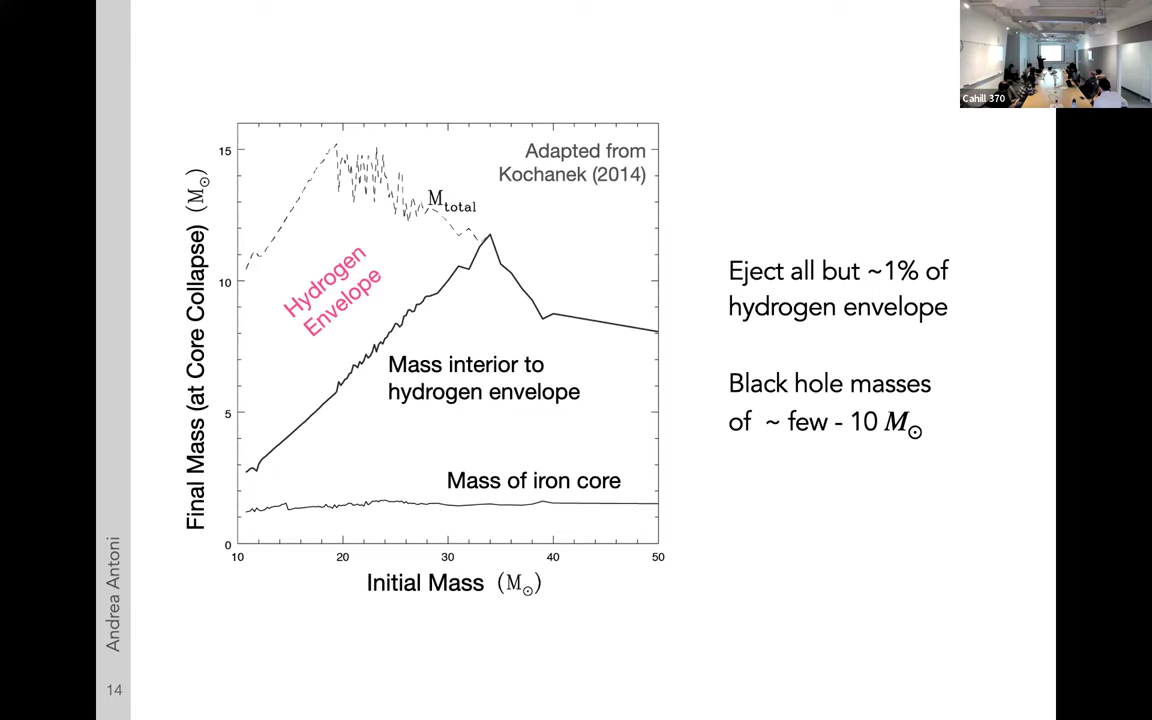 Cahill 370
15
10
5
0
10
20
30
40
50
Final Mass (at Core Collapse) (M⊙)
Initial Mass (M⊙)
Adapted from
Kochanek (2014)
Mtotal
Hydrogen
Envelope
Mass interior to
hydrogen envelope
Mass of iron core
Eject all but ~1% of
hydrogen envelope
Black hole masses
of ~ few - 10 M⊙
Andrea Antoni
14